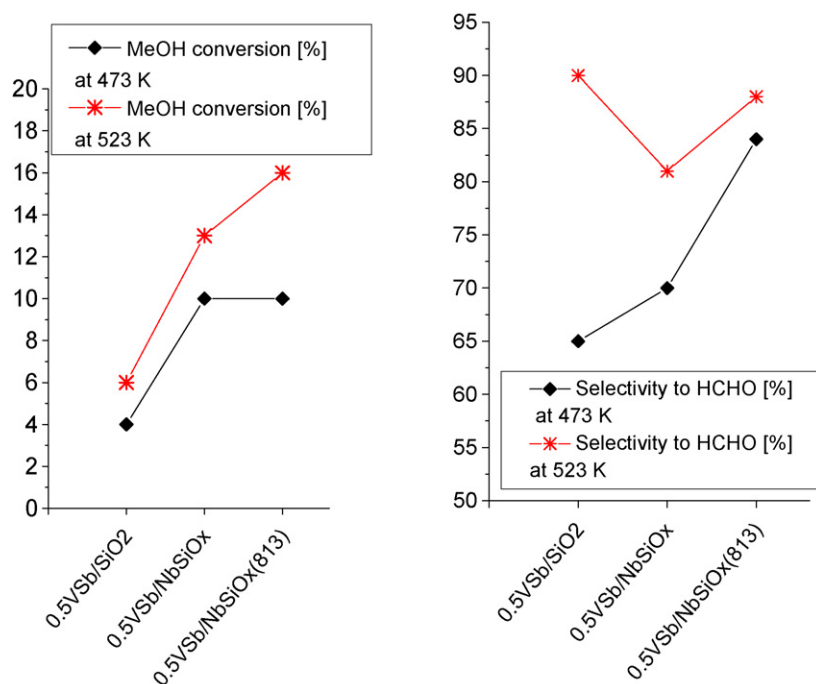 MeOH conversion [%]
at 473 K
MeOH conversion [%]
at 523 K
20
18
16
14
12
10
8
6
4
2
0
0.5VSb/SiO2
0.5VSb/NbSiOx
0.5VSb/NbSiOx(813)
95
90
85
80
75
70
65
60
55
50
Selectivity to HCHO [%]
at 473 K
Selectivity to HCHO [%]
at 523 K
0.5VSb/SiO2
0.5VSb/NbSiOx
0.5VSb/NbSiOx(813)